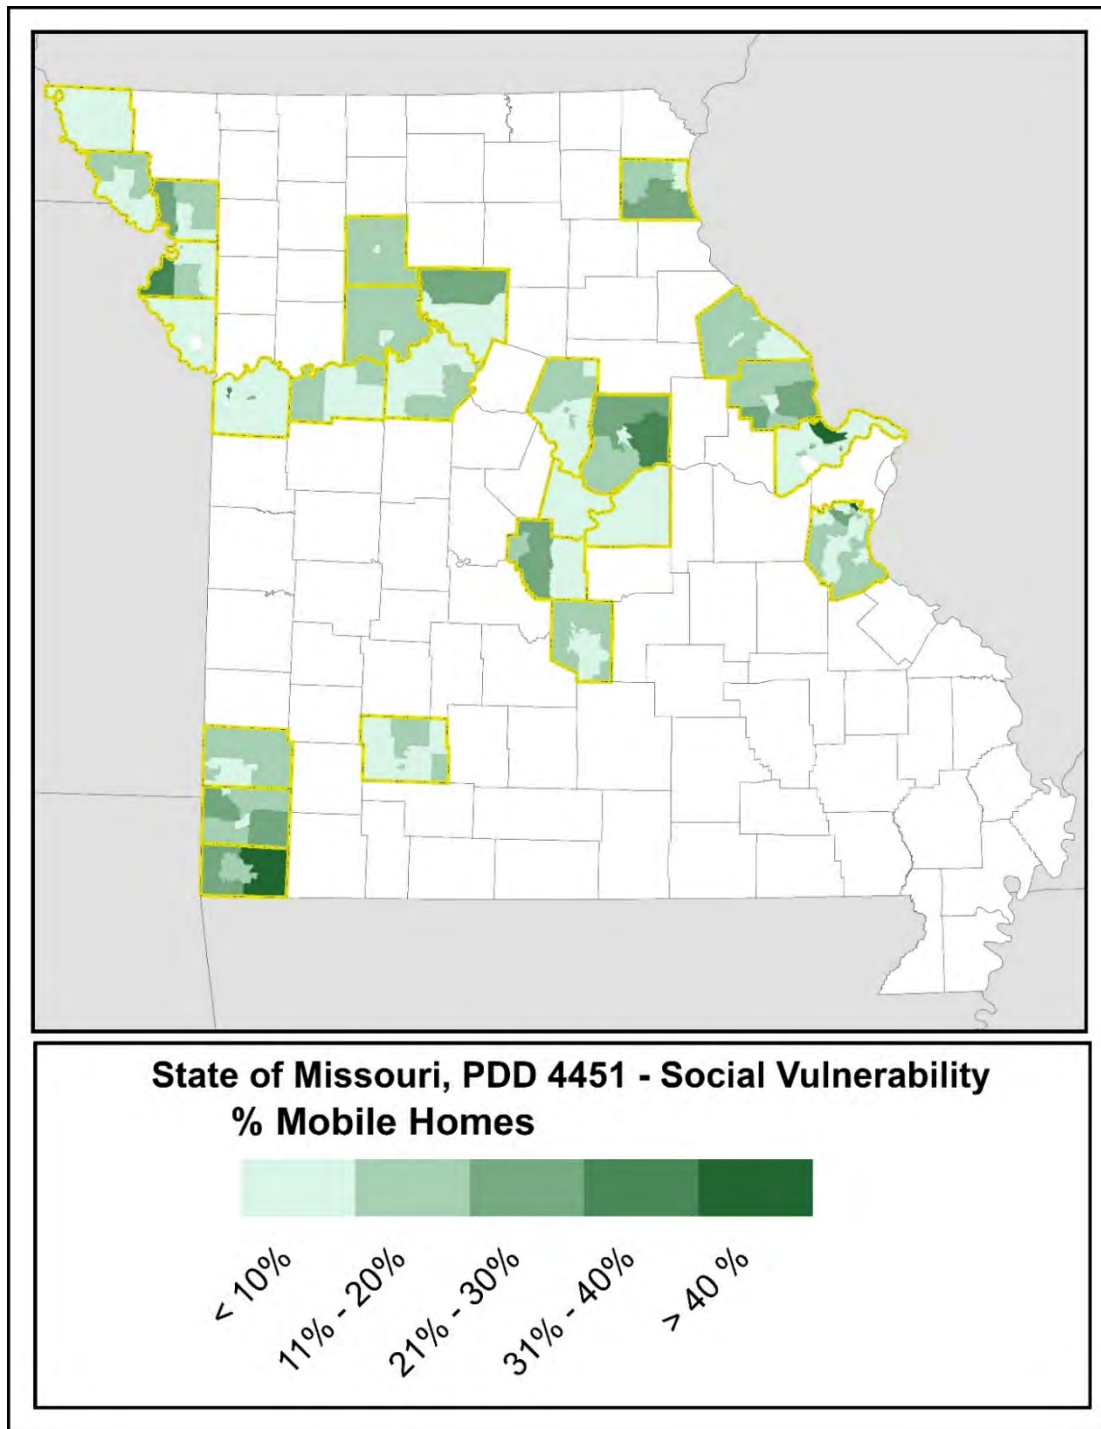 State of Missouri, PDD 4451 - Social Vulnerability
% Mobile Homes
< 10%
11% - 20%
21% - 30%
31% - 40%
> 40 %